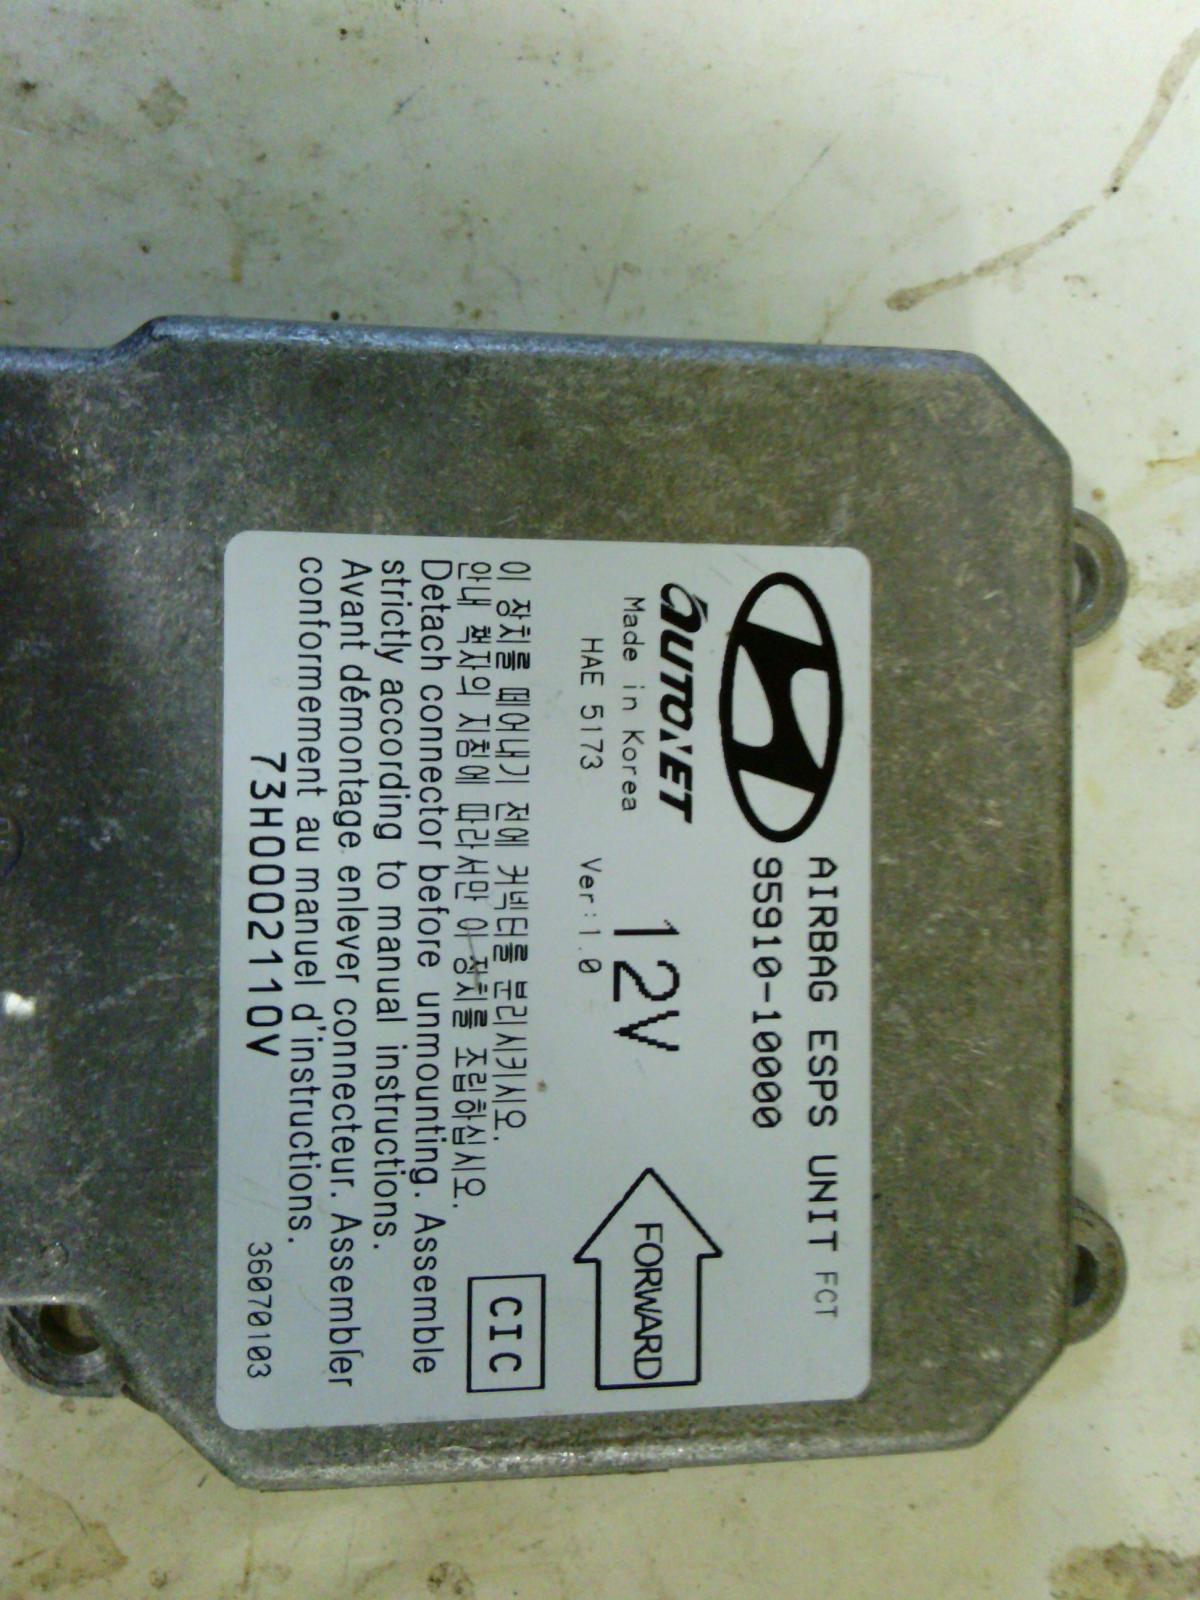 AIRBAG ESPS UNIT FCT
95910-10000
AUTONET
Made in Korea
12V
HAE 5173 Ver:1.0
FORWARD
이 장치를 떼어내기 전에 커넥터를 분리시키시오.
안내 책자의 지침에 따라서만 이 장치를 조립하십시오.
CIC
Detach connector before unmounting. Assemble
strictly according to manual instructions.
Avant démontage enlever connecteur. Assembler
conformement au manuel d'instructions.
73H0002110V
36070103